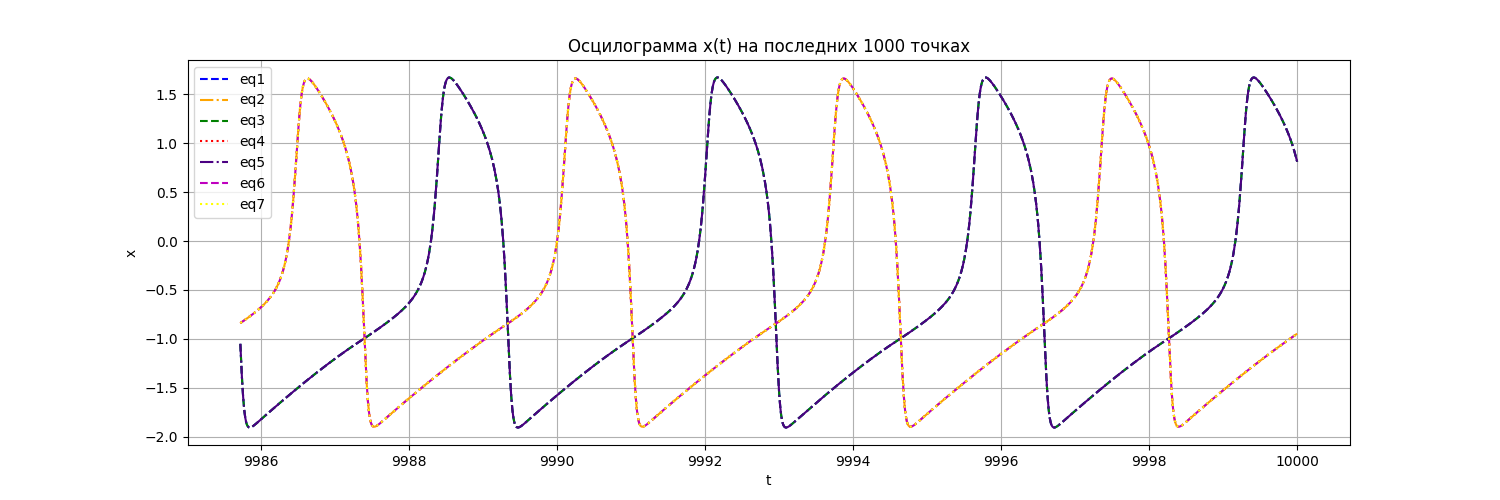 Осцилограмма x(t) на последних 1000 точках
eq1
eq2
eq3
eq4
eq5
eq6
eq7
1.5
1.0
0.5
0.0
−0.5
−1.0
−1.5
−2.0
x
9986 9988 9990 9992 9994 9996 9998 10000
t